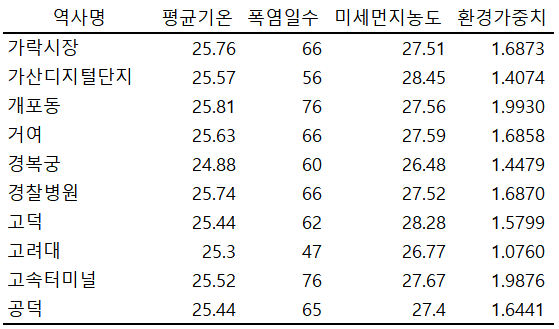 역사명 평균기온 폭염일수 미세먼지농도 환경가중치
가락시장 25.76 66 27.51 1.6873
가산디지털단지 25.57 56 28.45 1.4074
개포동 25.81 76 27.56 1.9930
거여 25.63 66 27.59 1.6858
경복궁 24.88 60 26.48 1.4479
경찰병원 25.74 66 27.52 1.6870
고덕 25.44 62 28.28 1.5799
고려대 25.3 47 26.77 1.0760
고속터미널 25.52 76 27.67 1.9876
공덕 25.44 65 27.4 1.6441